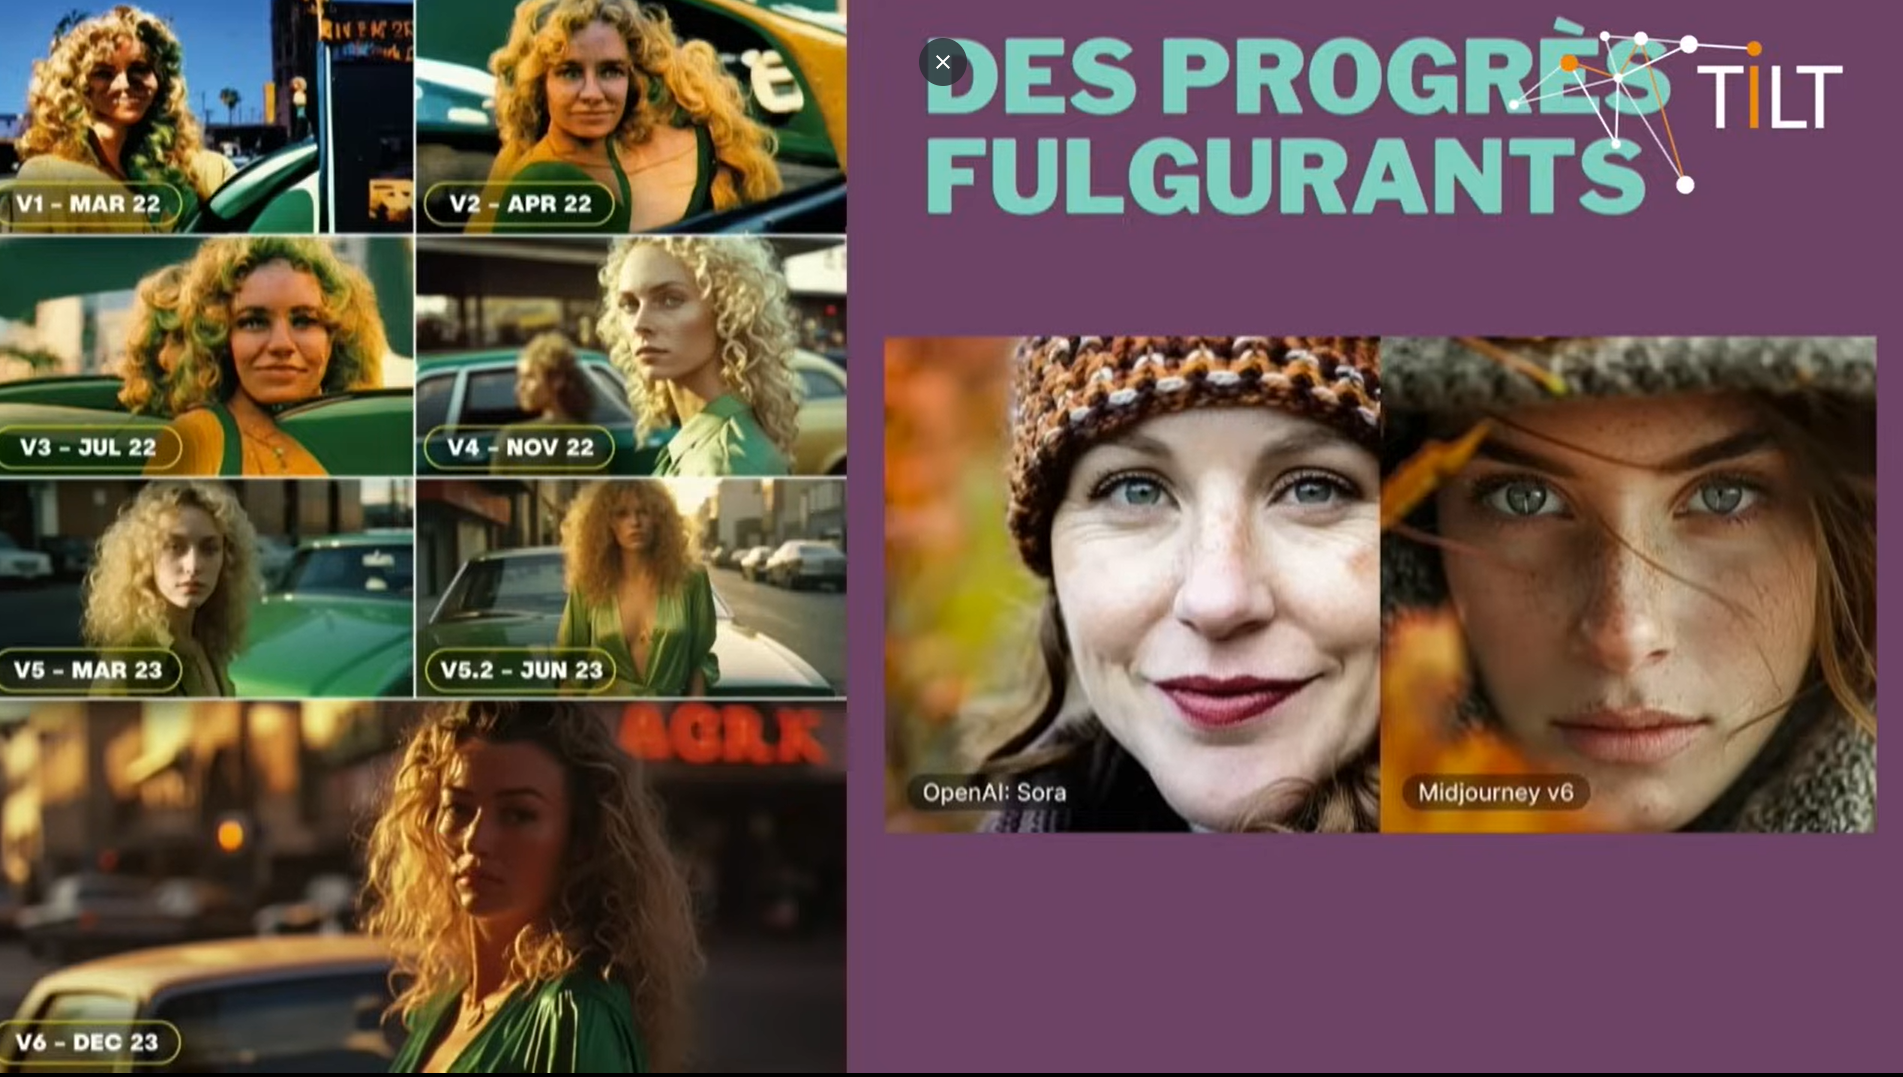 V1 – MAR 22
V2 – APR 22
V3 – JUL 22
V4 – NOV 22
V5 – MAR 23
V5.2 – JUN 23
ACRK
V6 – DEC 23
DES PROGRÈS
FULGURANTS
TiLT
OpenAI: Sora
Midjourney v6